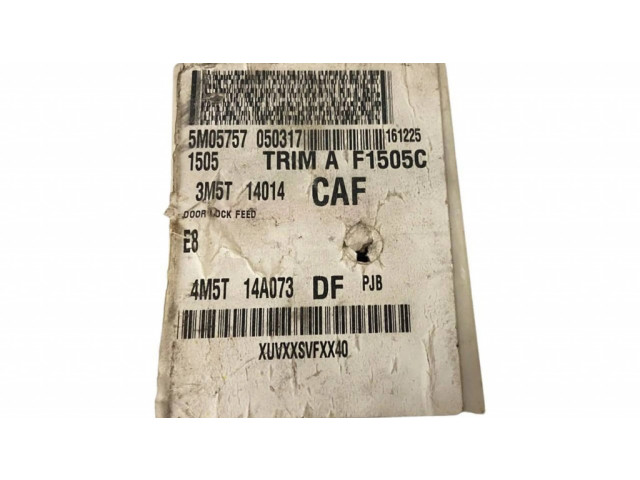 5M05757 050317 161225
1505 TRIM A F1505C
3M5T 14014 CAF
DOOR LOCK FEED
E8
4M5T 14A073 DF PJB
XUVXXSVFXX40